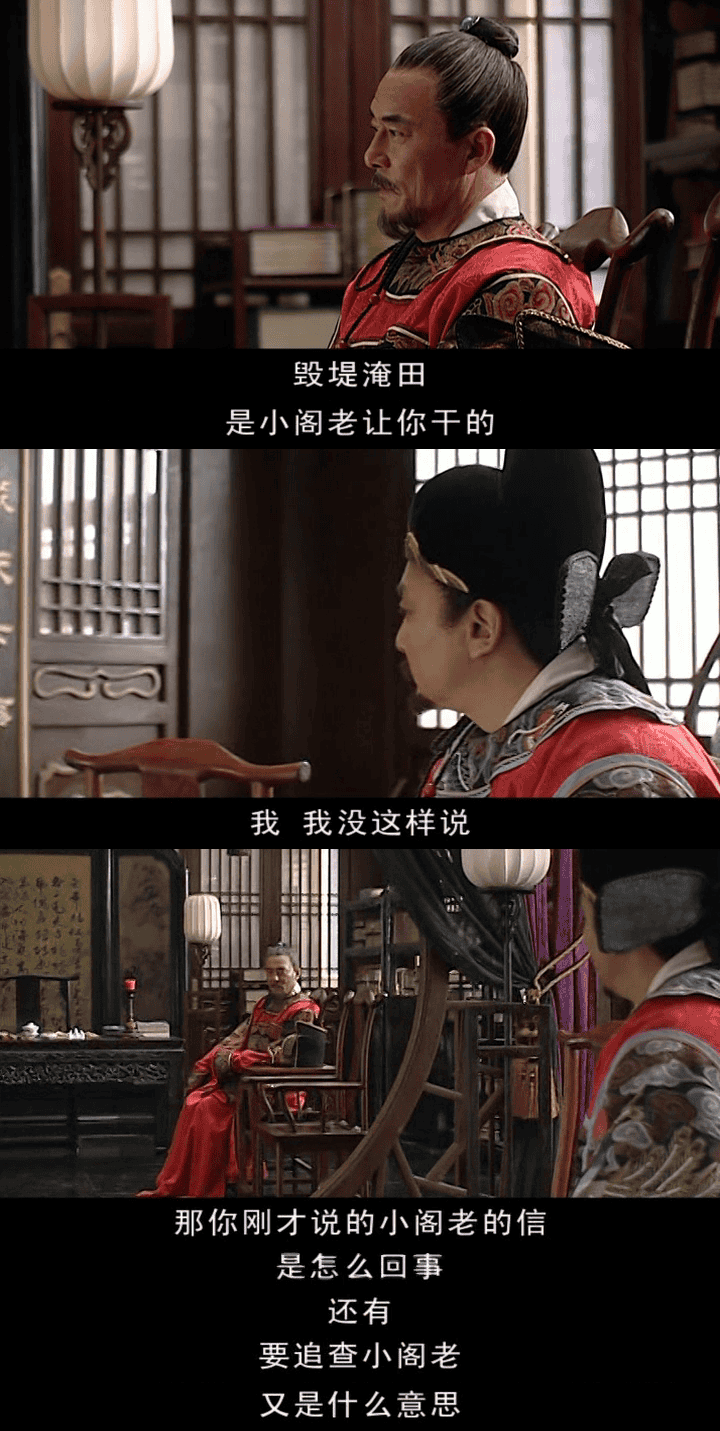 毁堤淹田
是小阁老让你干的
我 我没这样说
那你刚才说的小阁老的信
是怎么回事
还有
要追查小阁老
又是什么意思